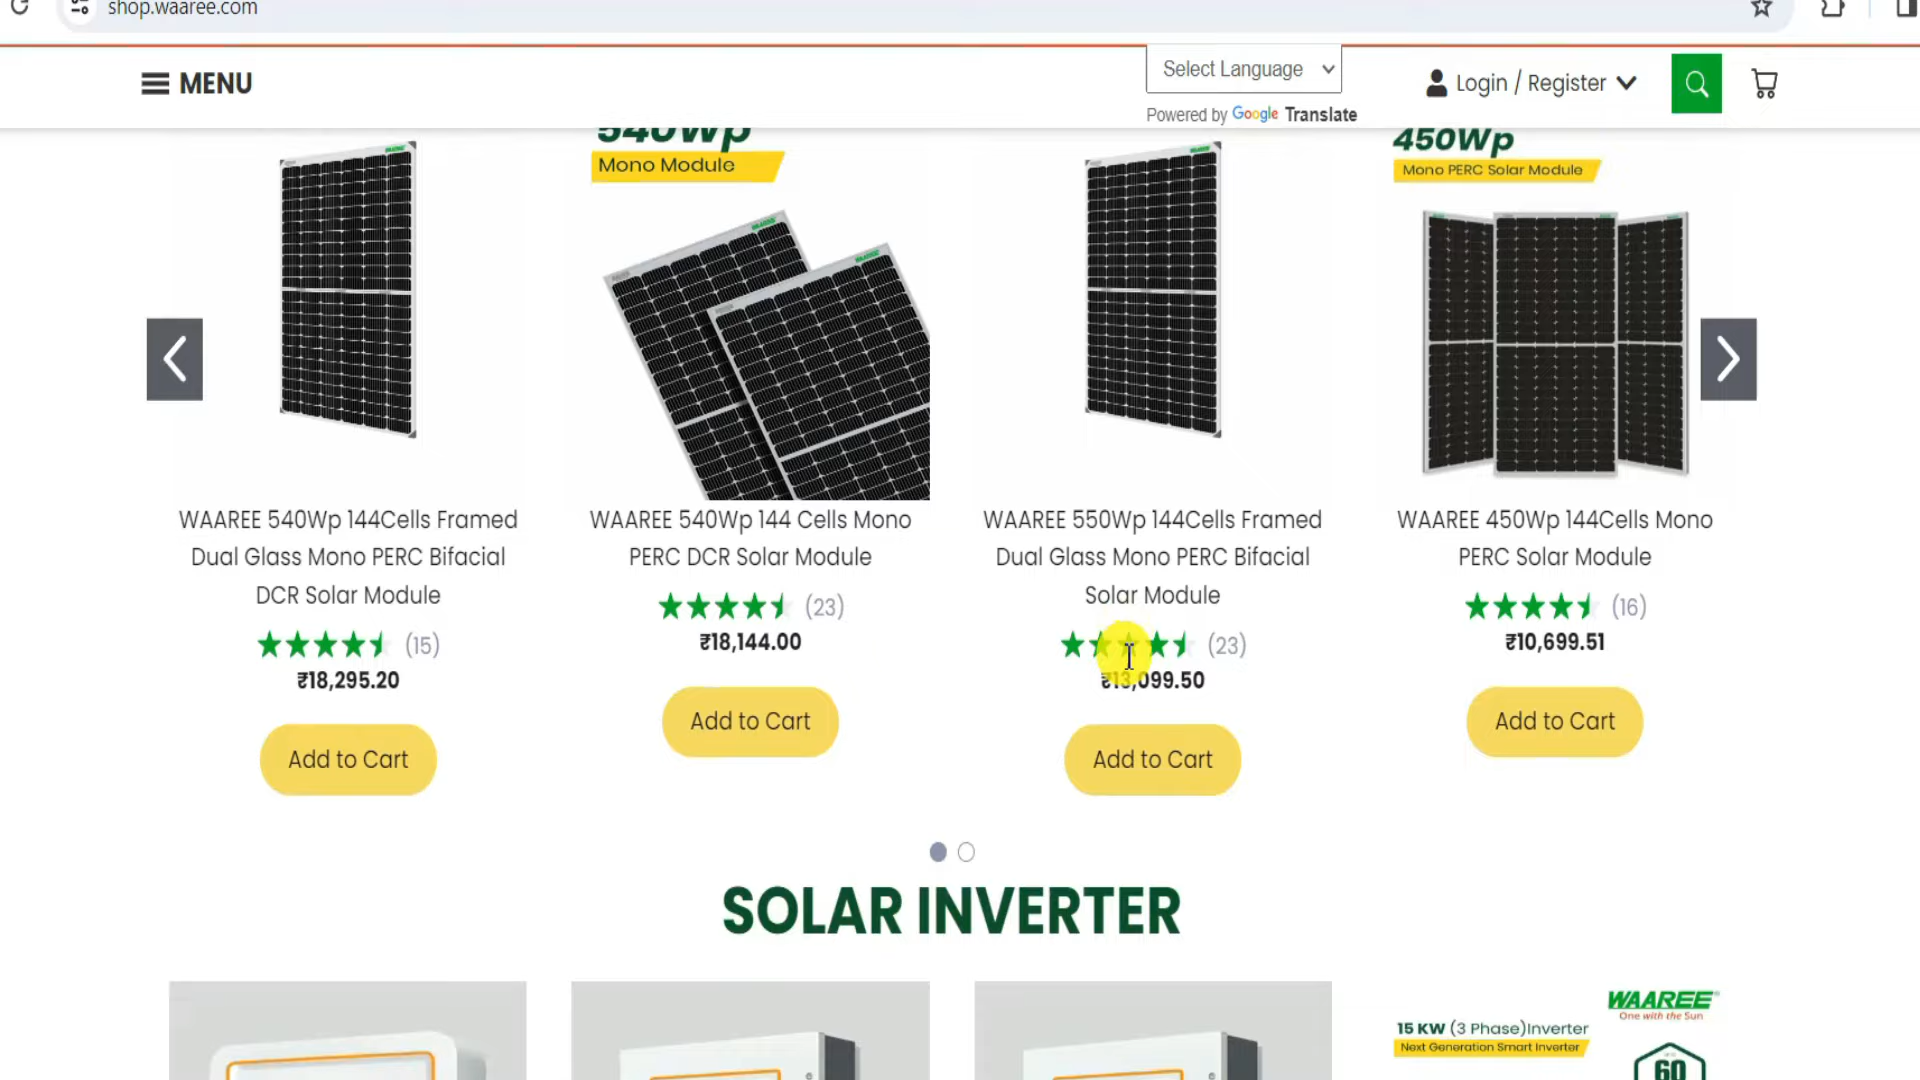 shop.waaree.com
MENU
Select Language
Powered by Google Translate
Login / Register
540Wp
Mono Module
450Wp
Mono PERC Solar Module
WAAREE 540Wp 144Cells Framed
Dual Glass Mono PERC Bifacial
DCR Solar Module
(15)
₹18,295.20
Add to Cart
WAAREE 540Wp 144 Cells Mono
PERC DCR Solar Module
(23)
₹18,144.00
Add to Cart
WAAREE 550Wp 144Cells Framed
Dual Glass Mono PERC Bifacial
Solar Module
(23)
₹13,099.50
Add to Cart
WAAREE 450Wp 144Cells Mono
PERC Solar Module
(16)
₹10,699.51
Add to Cart
SOLAR INVERTER
WAAREE®
One with the Sun
15 KW (3 Phase)Inverter
Next Generation Smart Inverter
60